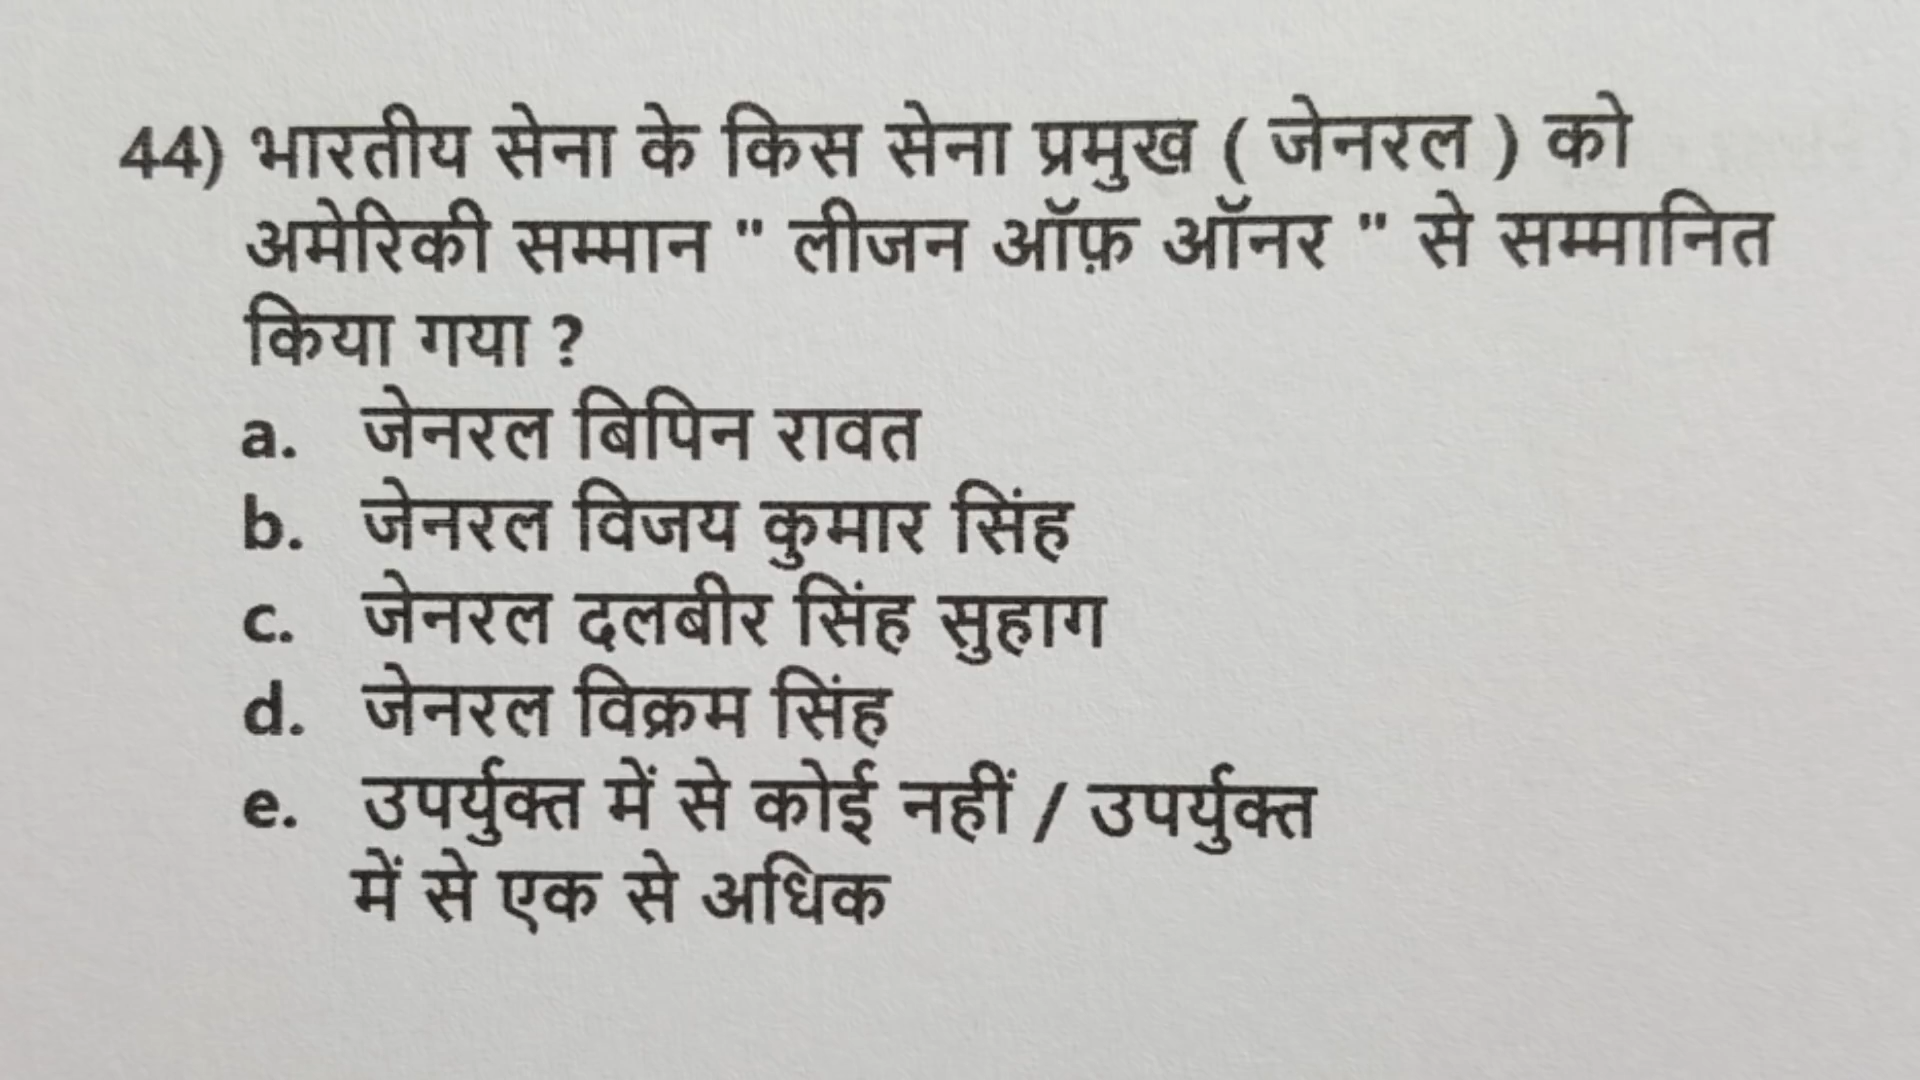 44) भारतीय सेना के किस सेना प्रमुख ( जेनरल ) को
अमेरिकी सम्मान " लीजन ऑफ़ ऑनर " से सम्मानित
किया गया ?
a. जेनरल बिपिन रावत
b. जेनरल विजय कुमार सिंह
c. जेनरल दलबीर सिंह सुहाग
d. जेनरल विक्रम सिंह
e. उपर्युक्त में से कोई नहीं / उपर्युक्त
में से एक से अधिक